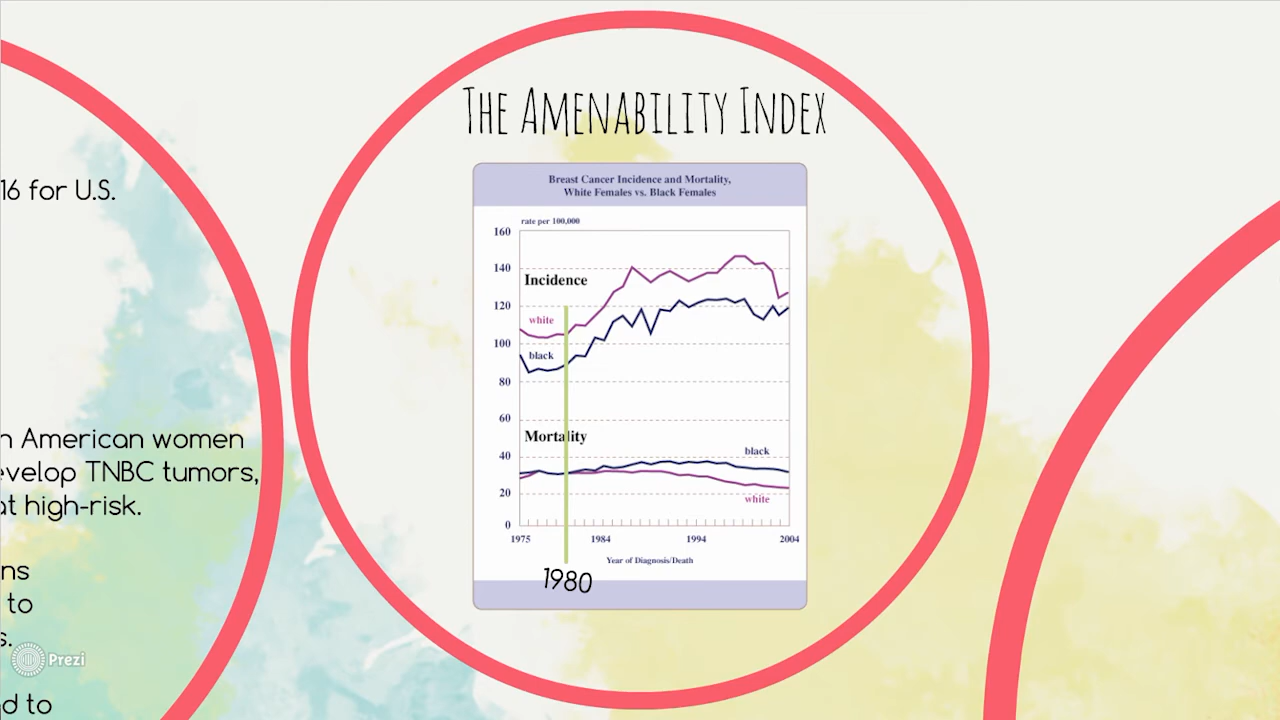 THE AMENABILITY INDEX
16 for U.S.
n American women
evelop TNBC tumors,
at high-risk.
ns
to
s.
d to
Breast Cancer Incidence and Mortality,
White Females vs. Black Females
rate per 100,000
160
140
Incidence
120
white
100
black
80
60
Mortality
40
black
20
white
0
1975 1984 1994 2004
Year of Diagnosis/Death
1980
Prezi